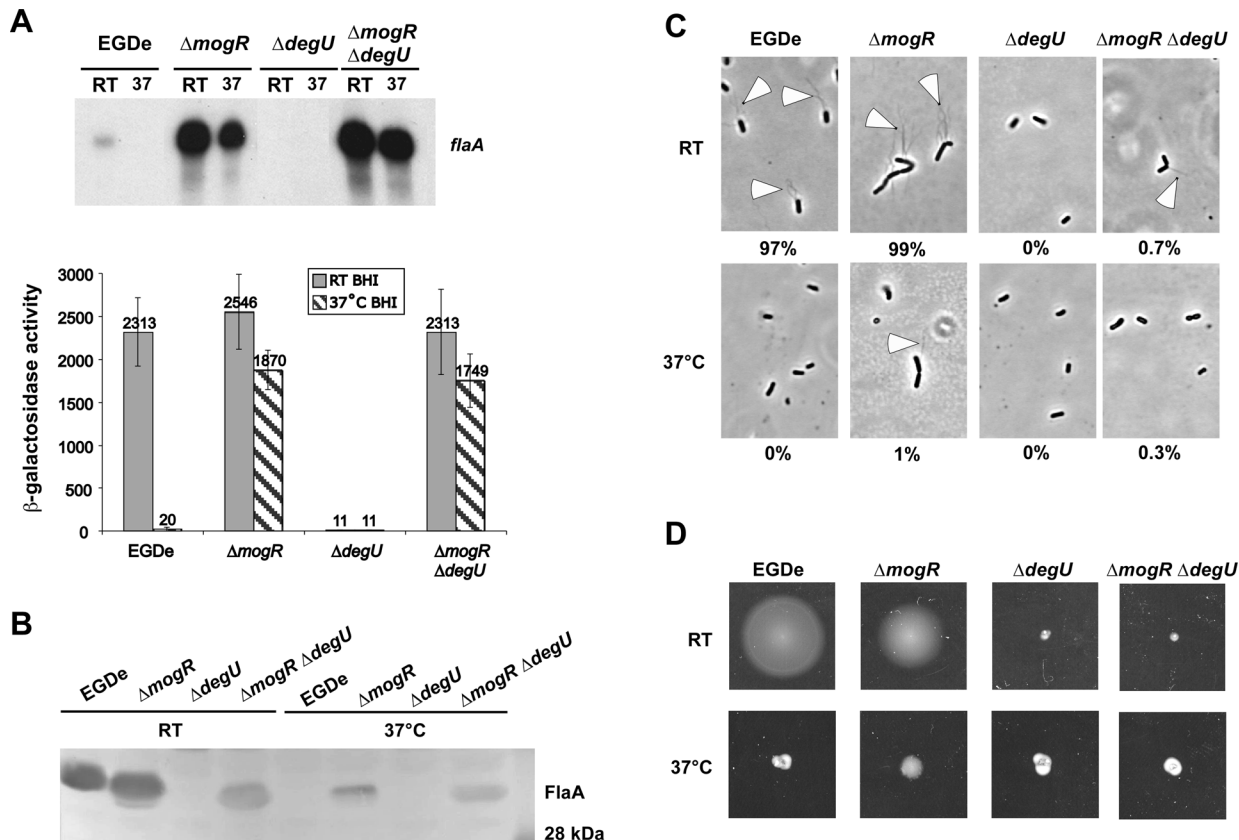 A
EGDe
ΔmogR
ΔdegU
ΔmogR
ΔdegU
RT 37 RT 37 RT 37 RT 37
flaA
β-galactosidase activity
3000
2500
2000
1500
1000
500
0
RT BHI
37°C BHI
2313
20
2546
1870
11
11
2313
1749
EGDe
ΔmogR
ΔdegU
ΔmogR
ΔdegU
B
EGDe
ΔmogR
ΔdegU
ΔmogR ΔdegU
EGDe
ΔmogR
ΔdegU
ΔmogR ΔdegU
RT
37°C
FlaA
28 kDa
C
EGDe
ΔmogR
ΔdegU
ΔmogR ΔdegU
RT
97%
99%
0%
0.7%
37°C
0%
1%
0%
0.3%
D
EGDe
ΔmogR
ΔdegU
ΔmogR ΔdegU
RT
37°C